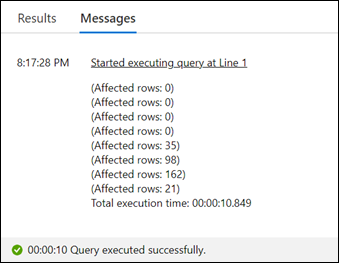 Results Messages
8:17:28 PM Started executing query at Line 1
(Affected rows: 0)
(Affected rows: 0)
(Affected rows: 0)
(Affected rows: 0)
(Affected rows: 35)
(Affected rows: 98)
(Affected rows: 162)
(Affected rows: 21)
Total execution time: 00:00:10.849
00:00:10 Query executed successfully.